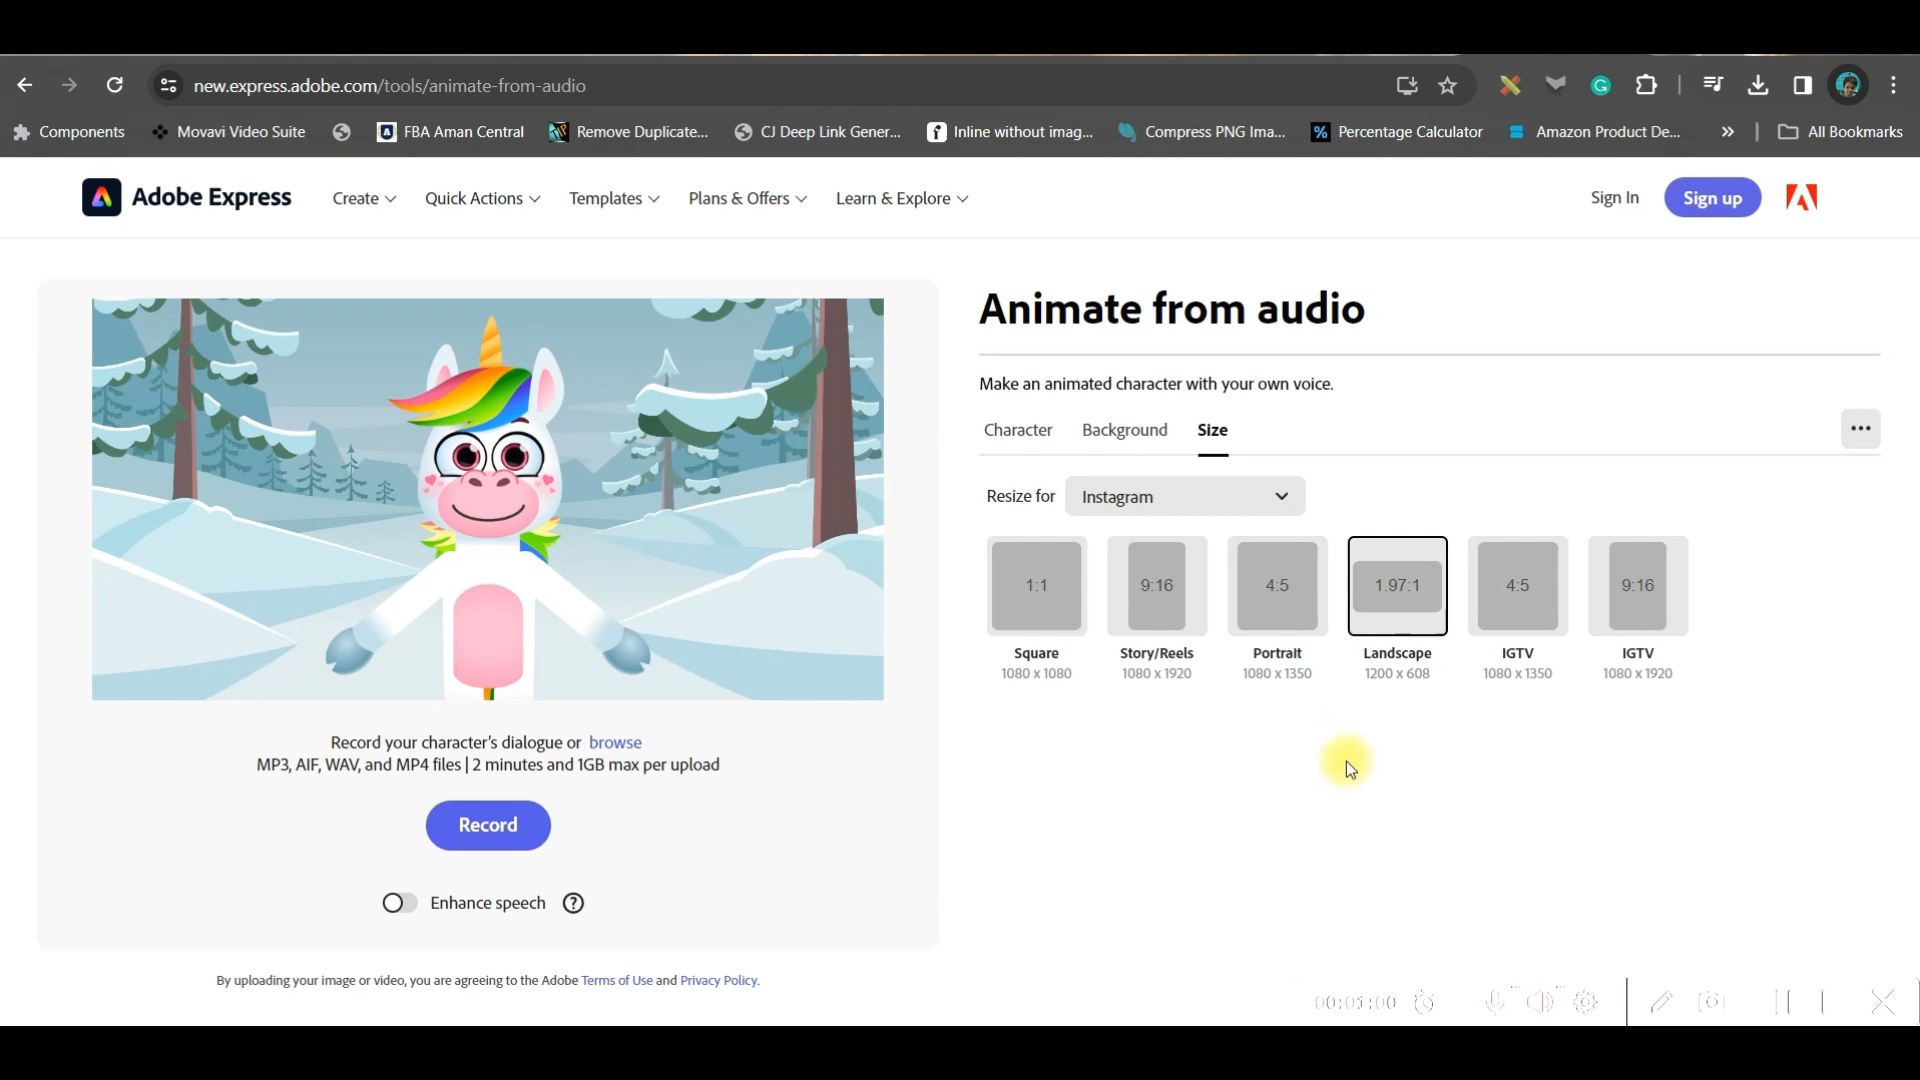 new.express.adobe.com/tools/animate-from-audio
Components
Movavi Video Suite
FBA Aman Central
Remove Duplicate...
CJ Deep Link Gener...
Inline without imag...
Compress PNG Ima...
Percentage Calculator
Amazon Product De...
All Bookmarks
Adobe Express
Create
Quick Actions
Templates
Plans & Offers
Learn & Explore
Sign In
Sign up
Animate from audio
Make an animated character with your own voice.
Character
Background
Size
Resize for
Instagram
1:1
9:16
4:5
1.97:1
4:5
9:16
Square
Story/Reels
Portrait
Landscape
IGTV
IGTV
1080 x 1080
1080 x 1920
1080 x 1350
1200 x 608
1080 x 1350
1080 x 1920
Record your character's dialogue or browse
MP3, AIF, WAV, and MP4 files | 2 minutes and 1GB max per upload
Record
Enhance speech
By uploading your image or video, you are agreeing to the Adobe Terms of Use and Privacy Policy.